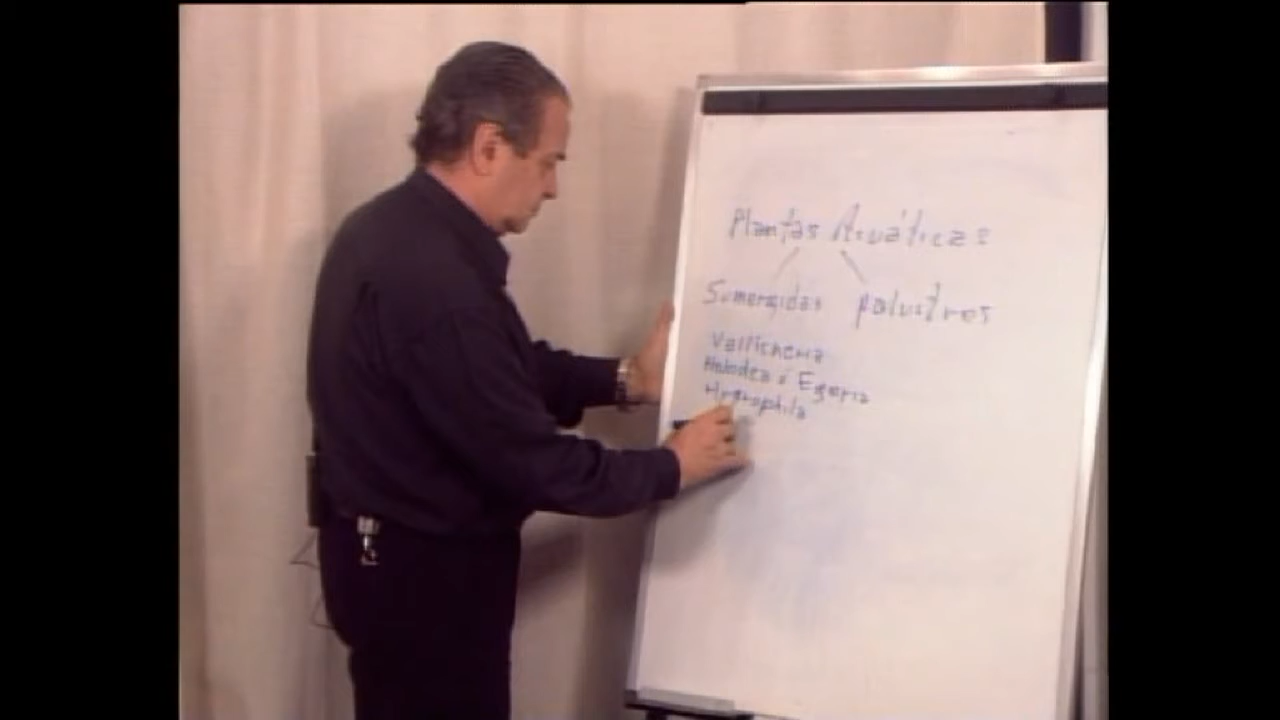 Plantas Acuáticas
Sumergidas palustres
Vallisneria
Helodea ó Egeria
Hygrophila